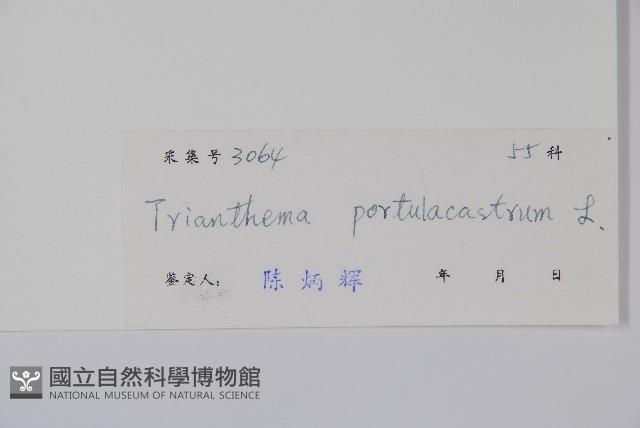 采集号 3064 55 科
Trianthema portulacastrum L.
鉴定人： 陈炳辉 年 月 日
國立自然科學博物館
NATIONAL MUSEUM OF NATURAL SCIENCE